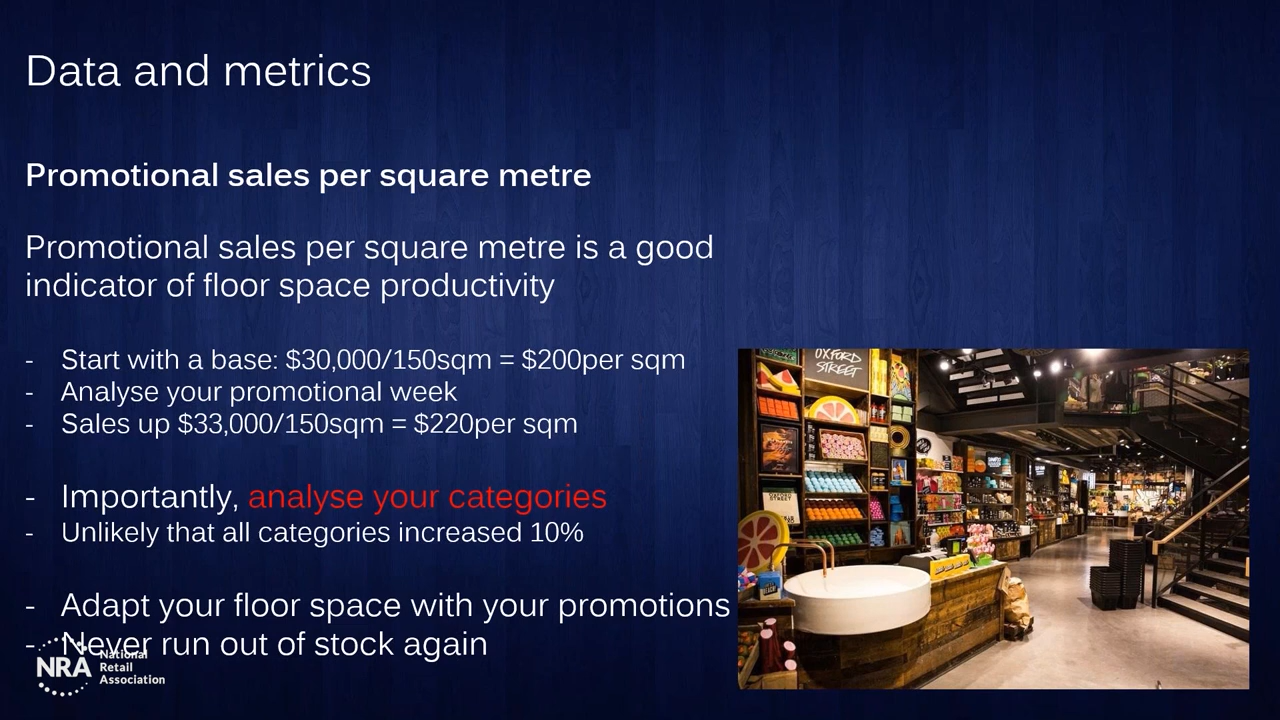 Data and metrics
Promotional sales per square metre
Promotional sales per square metre is a good
indicator of floor space productivity
- Start with a base: $30,000/150sqm = $200per sqm
- Analyse your promotional week
- Sales up $33,000/150sqm = $220per sqm
- Importantly, analyse your categories
- Unlikely that all categories increased 10%
- Adapt your floor space with your promotions
- Never run out of stock again
NRA National
Retail
Association
OXFORD
STREET